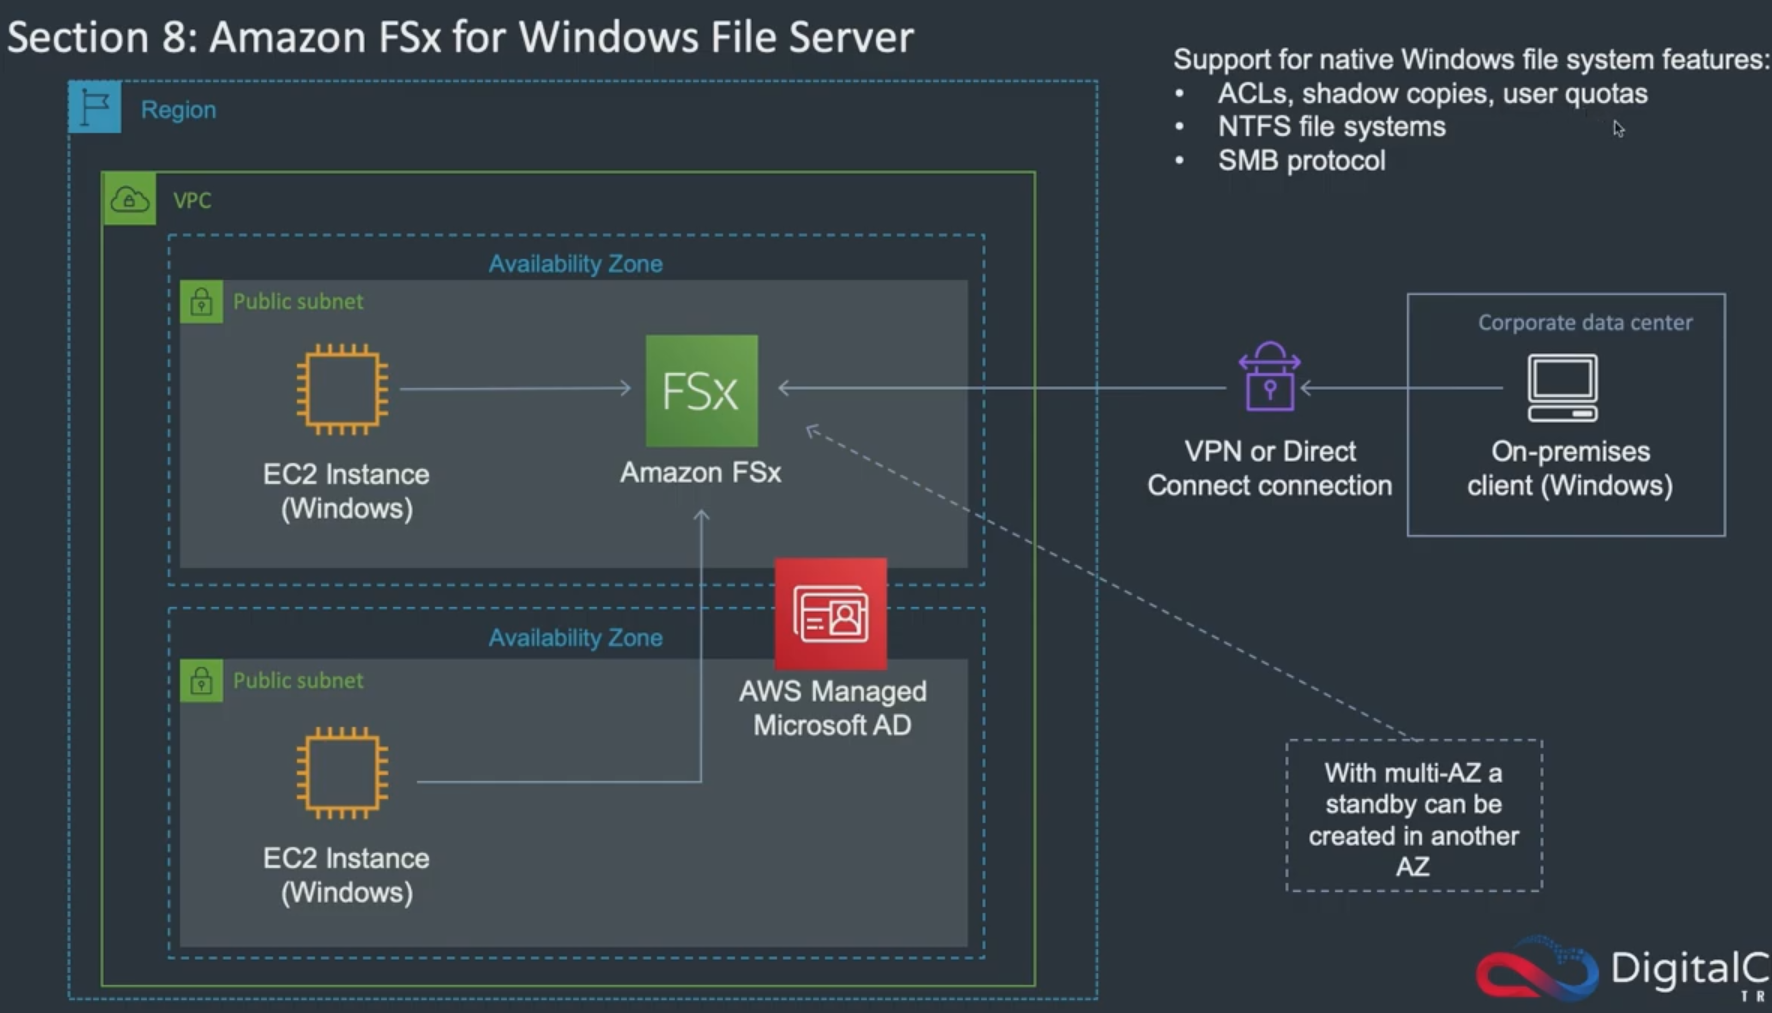 Section 8: Amazon FSx for Windows File Server
Support for native Windows file system features:
• ACLs, shadow copies, user quotas
• NTFS file systems
• SMB protocol
Region
VPC
Availability Zone
Public subnet
EC2 Instance
(Windows)
FSx
Amazon FSx
VPN or Direct
Connect connection
Corporate data center
On-premises
client (Windows)
Availability Zone
Public subnet
EC2 Instance
(Windows)
AWS Managed
Microsoft AD
With multi-AZ a
standby can be
created in another
AZ
DigitalC
T R